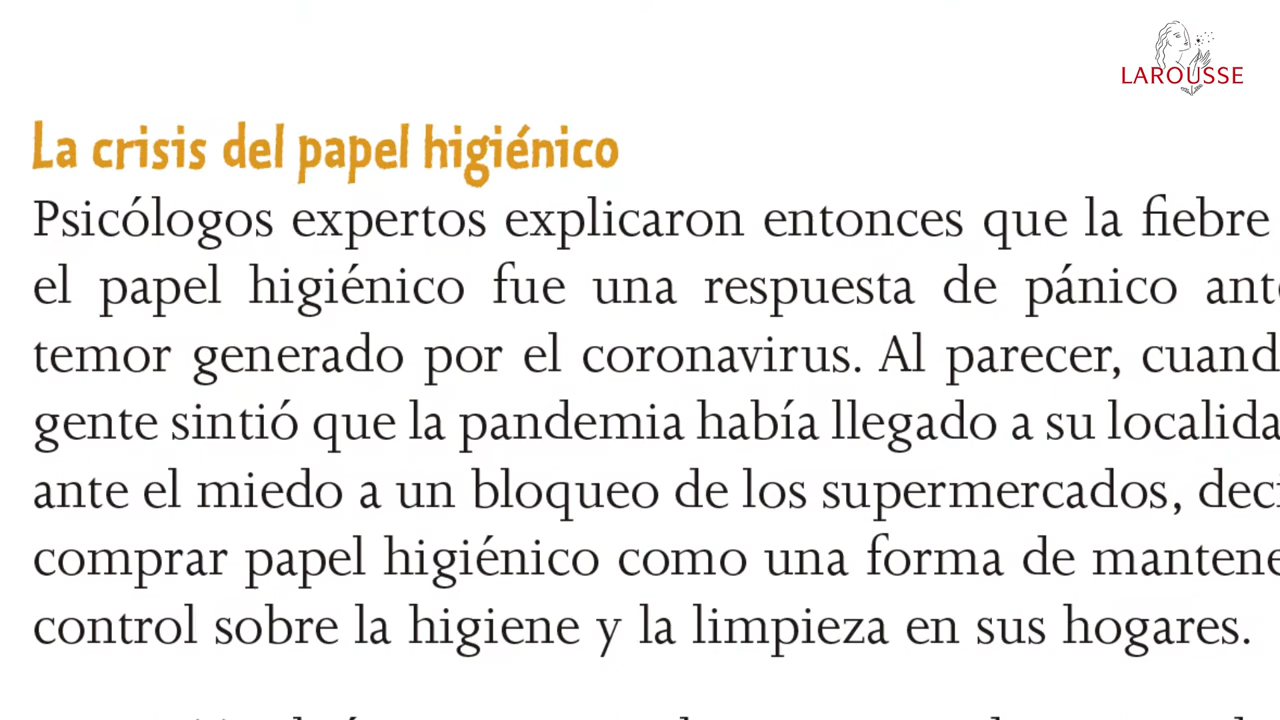 LAROUSSE
La crisis del papel higiénico
Psicólogos expertos explicaron entonces que la fiebre
el papel higiénico fue una respuesta de pánico
temor generado por el coronavirus. Al parecer,
gente sintió que la pandemia había llegado a su
ante el miedo a un bloqueo de los supermercados,
comprar papel higiénico como una forma de
control sobre la higiene y la limpieza en sus hogares.